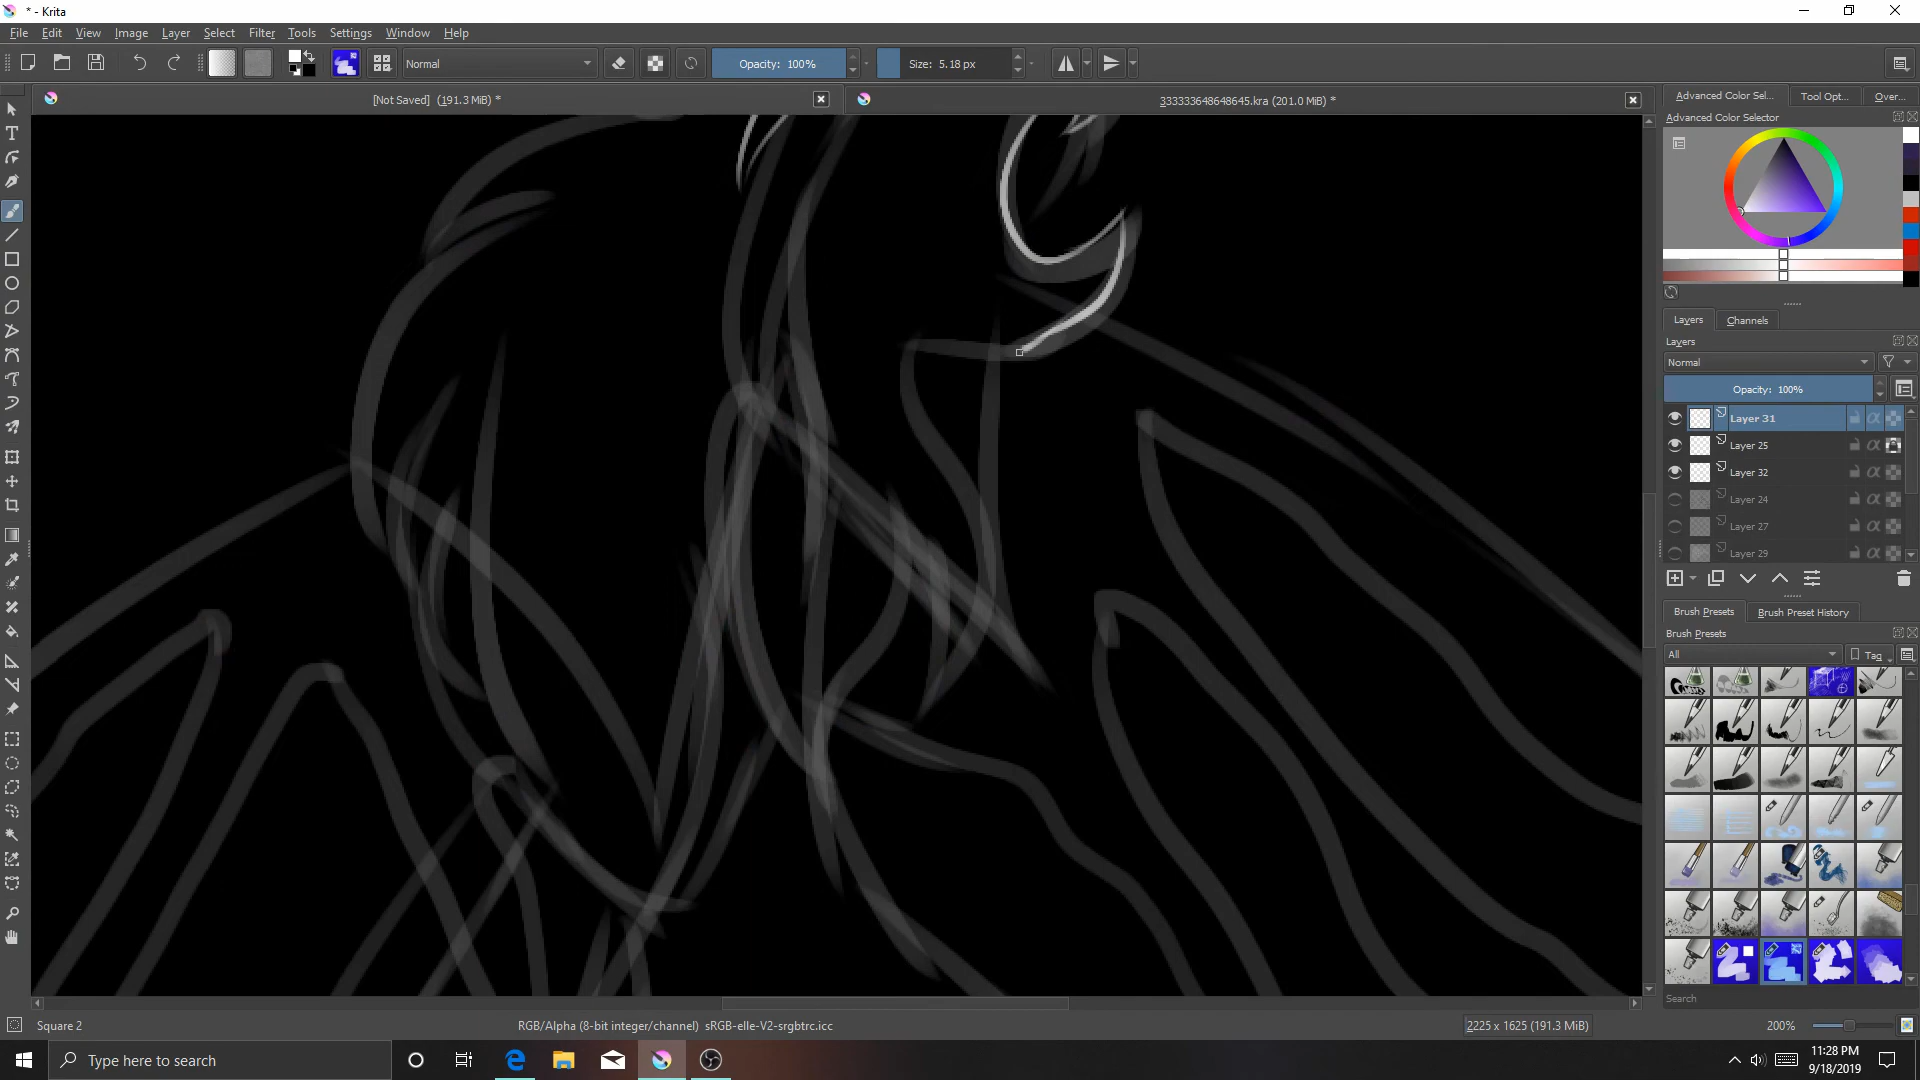 * - Krita
File Edit View Image Layer Select Filter Tools Settings Window Help
Normal
Opacity: 100%
Size: 5.18 px
[Not Saved] (191.3 MiB) *
333333648648645.kra (201.0 MiB) *
Advanced Color Sel...
Tool Opt...
Over...
Advanced Color Selector
Layers
Channels
Layers
Normal
Opacity: 100%
Layer 31
Layer 25
Layer 32
Layer 24
Layer 27
Layer 29
Brush Presets
Brush Preset History
Brush Presets
All
Tag
Search
Square 2
RGB/Alpha (8-bit integer/channel) sRGB-elle-V2-srgbtrc.icc
2225 x 1625 (191.3 MiB)
200%
Type here to search
11:28 PM
9/18/2019